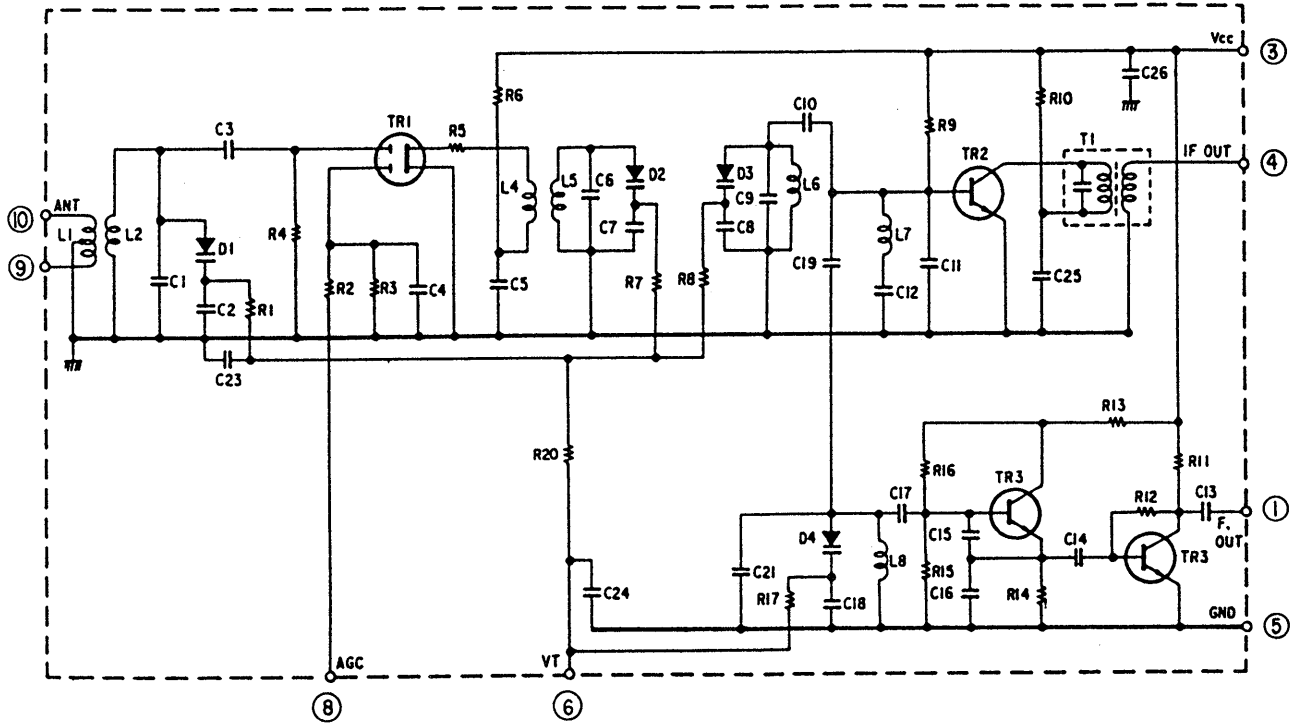 Vcc ③
C26
R6
R10
C10
C3
TR1
R5
R9
T1
TR2
IF OUT ④
L4
L5
C6
D2
D3
C9
L6
⑩ ANT
L1
L2
D1
R4
C7
C8
L7
⑨
C1
C2
R1
R2
R3
C4
C5
R7
R8
C19
C12
C11
C25
C23
R13
R20
R16
TR3
R11
C17
R12
C13
①
F. OUT
D4
C15
C14
TR3
C21
L8
R15
C24
R17
C18
C16
R14
GND
⑤
AGC
VT
⑧
⑥